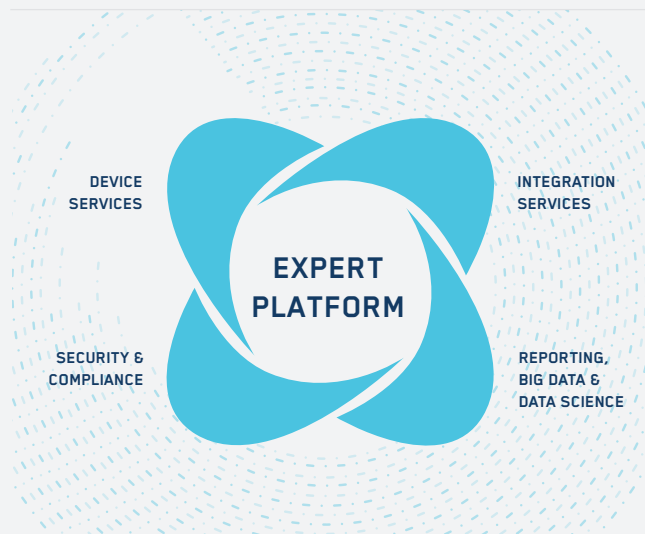 DEVICE
SERVICES
INTEGRATION
SERVICES
EXPERT
PLATFORM
SECURITY &
COMPLIANCE
REPORTING,
BIG DATA &
DATA SCIENCE